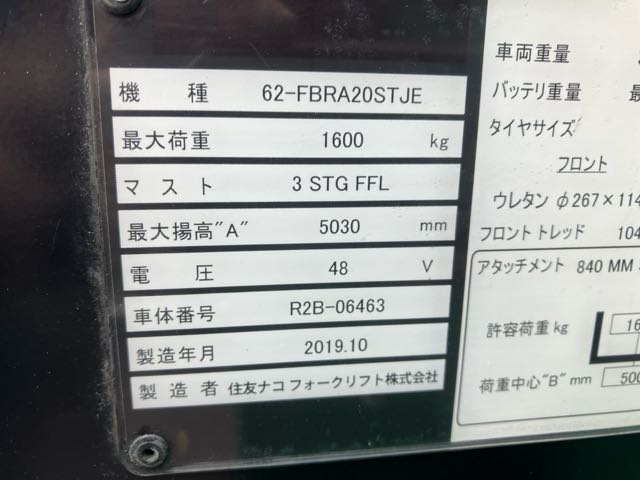 機 種 62-FBRA20STJE
最大荷重 1600 kg
マスト 3 STG FFL
最大揚高"A" 5030 mm
電 圧 48 V
車体番号 R2B-06463
製造年月 2019.10
製造者 住友ナコフォークリフト株式会社
車両重量
バッテリ重量
タイヤサイズ
フロント
ウレタン φ267×114
フロントトレッド 104
アタッチメント 840 MM
許容荷重 kg 16
荷重中心"B" mm 500